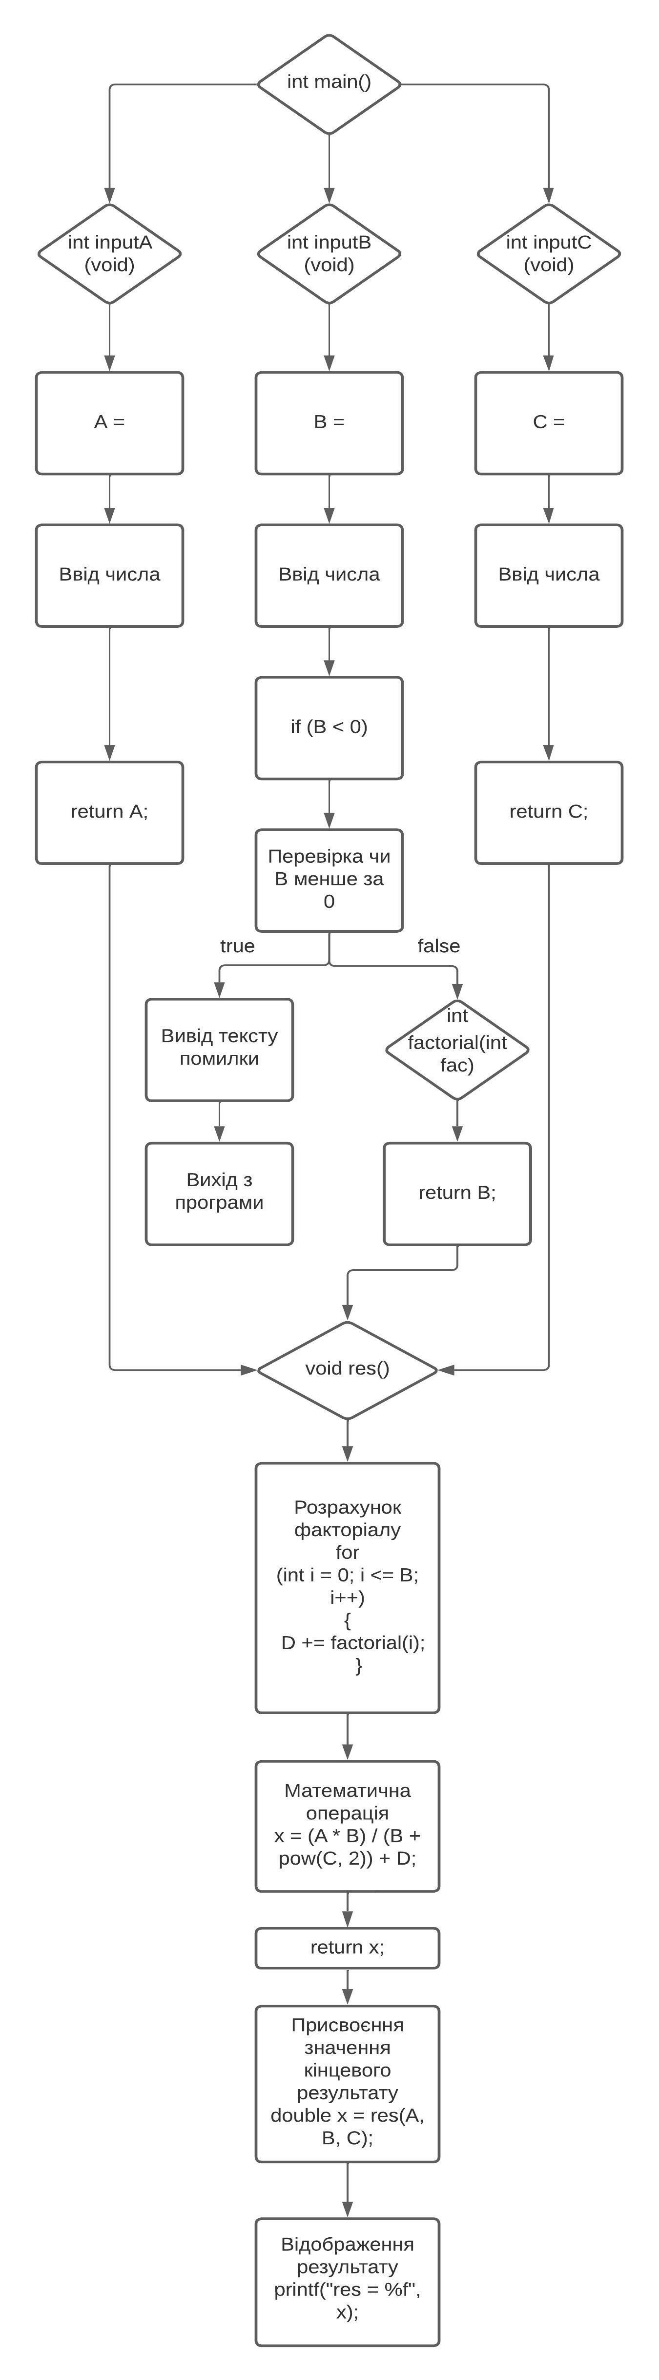 int main()
int inputA
(void)
int inputB
(void)
int inputC
(void)
A =
B =
C =
Ввід числа
Ввід числа
Ввід числа
if (B < 0)
return A;
return C;
Перевірка чи
В менше за
0
true
false
Вивід тексту
помилки
int
factorial(int
fac)
Вихід з
програми
return B;
void res()
Розрахунок
факторіалу
for
(int i = 0; i <= B;
i++)
{
D += factorial(i);
}
Математична
операція
x = (A * B) / (B +
pow(C, 2)) + D;
return x;
Присвоєння
значення
кінцевого
результату
double x = res(A,
B, C);
Відображення
результату
printf("res = %f",
x);